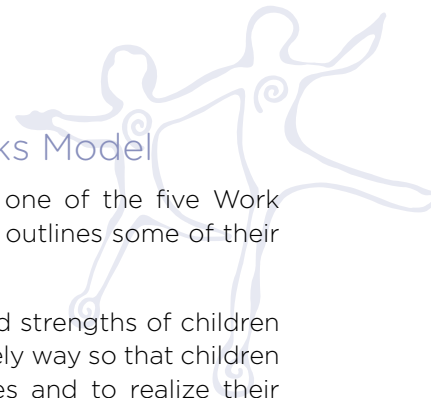 ks Model
one of the five Work
outlines some of their
d strengths of children
ely way so that children
es and to realize their